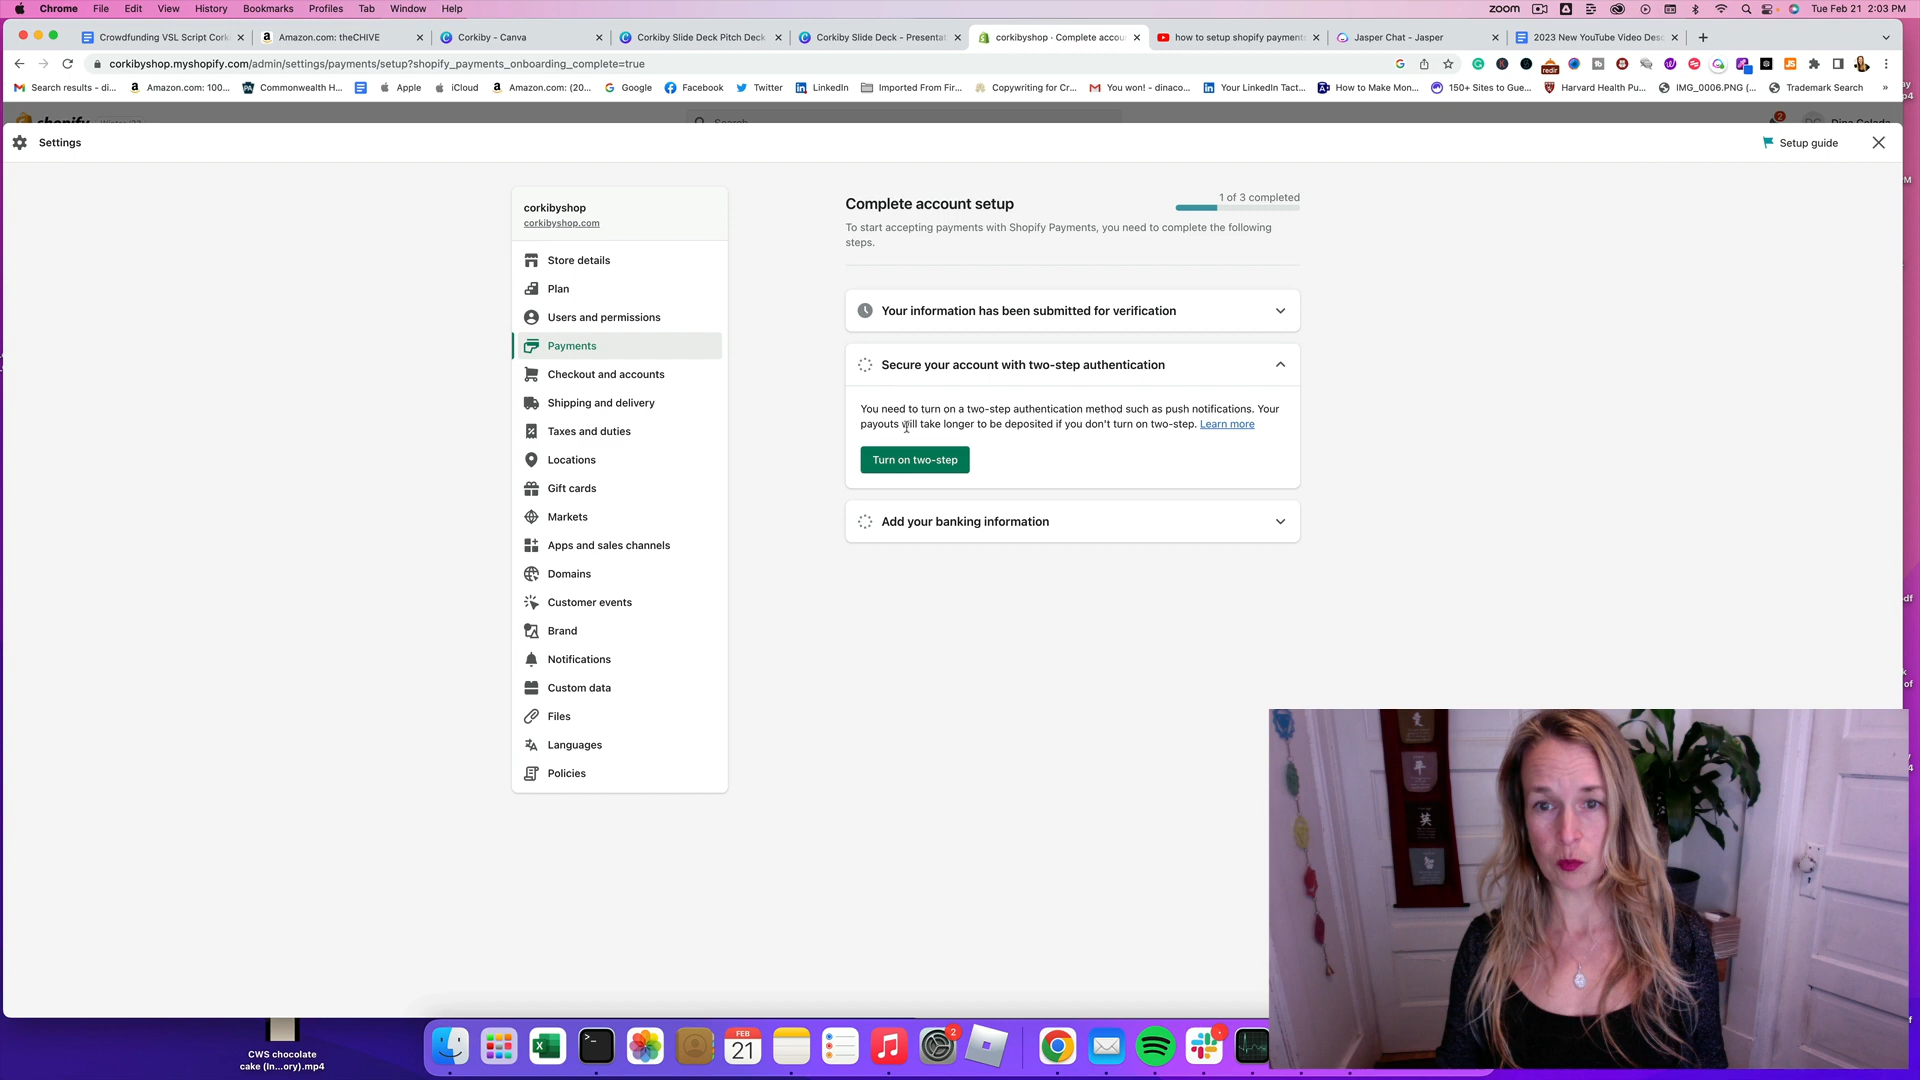 Chrome File Edit View History Bookmarks Profiles Tab Window Help
zoom
Tue Feb 21 2:03 PM
Crowdfunding VSL Script Cork
Amazon.com: theCHIVE
Corkiby - Canva
Corkiby Slide Deck Pitch Deck
Corkiby Slide Deck - Presentat
corkibyshop · Complete accou
how to setup shopify payment
Jasper Chat - Jasper
2023 New YouTube Video Des
corkibyshop.myshopify.com/admin/settings/payments/setup?shopify_payments_onboarding_complete=true
redir
Search results - di...
Amazon.com: 100...
Commonwealth H...
Apple
iCloud
Amazon.com: (20...
Google
Facebook
Twitter
LinkedIn
Imported From Fir...
Copywriting for Cr...
You won! - dinaco...
Your LinkedIn Tact...
How to Make Mon...
150+ Sites to Gue...
Harvard Health Pu...
IMG_0006.PNG (...
Trademark Search
»
shopify
Search
2
Settings
Setup guide
corkibyshop
corkibyshop.com
Store details
Plan
Users and permissions
Payments
Checkout and accounts
Shipping and delivery
Taxes and duties
Locations
Gift cards
Markets
Apps and sales channels
Domains
Customer events
Brand
Notifications
Custom data
Files
Languages
Policies
Complete account setup
1 of 3 completed
To start accepting payments with Shopify Payments, you need to complete the following
steps.
Your information has been submitted for verification
Secure your account with two-step authentication
You need to turn on a two-step authentication method such as push notifications. Your
payouts will take longer to be deposited if you don't turn on two-step. Learn more
Turn on two-step
Add your banking information
平
英
FEB
21
2
CWS chocolate
cake (In...ory).mp4